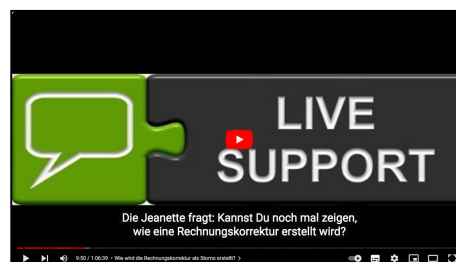 LIVE
SUPPORT
Die Jeanette fragt: Kannst Du noch mal zeigen,
wie eine Rechnungskorrektur erstellt wird?
9:50 / 1:06:39 • Wie wird die Rechnungskorrektur als Storno erstellt? >